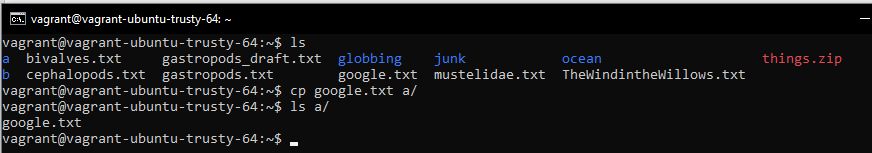 vagrant@vagrant-ubuntu-trusty-64: ~
vagrant@vagrant-ubuntu-trusty-64:~$ ls
a bivalves.txt gastropods_draft.txt globbing junk ocean things.zip
b cephalopods.txt gastropods.txt google.txt mustelidae.txt TheWindintheWillows.txt
vagrant@vagrant-ubuntu-trusty-64:~$ cp google.txt a/
vagrant@vagrant-ubuntu-trusty-64:~$ ls a/
google.txt
vagrant@vagrant-ubuntu-trusty-64:~$